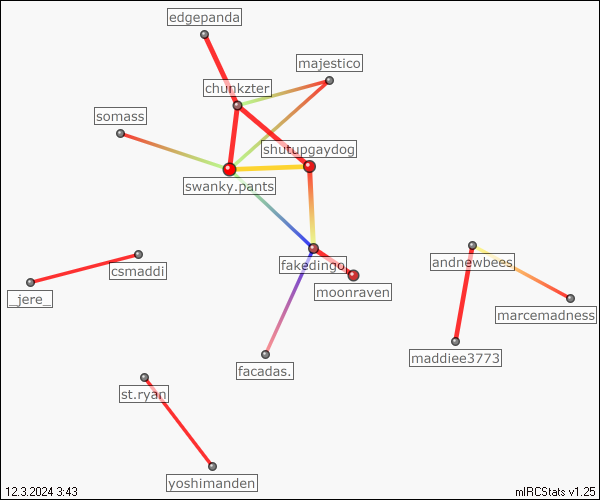 edgepanda
majestico
chunkzter
somass
shutupgaydog
swanky.pants
fakedingo
csmaddi
andnewbees
moonraven
_jere_
marcemadness
maddiee3773
facadas.
st.ryan
yoshimanden
12.3.2024 3:43
mIRCStats v1.25